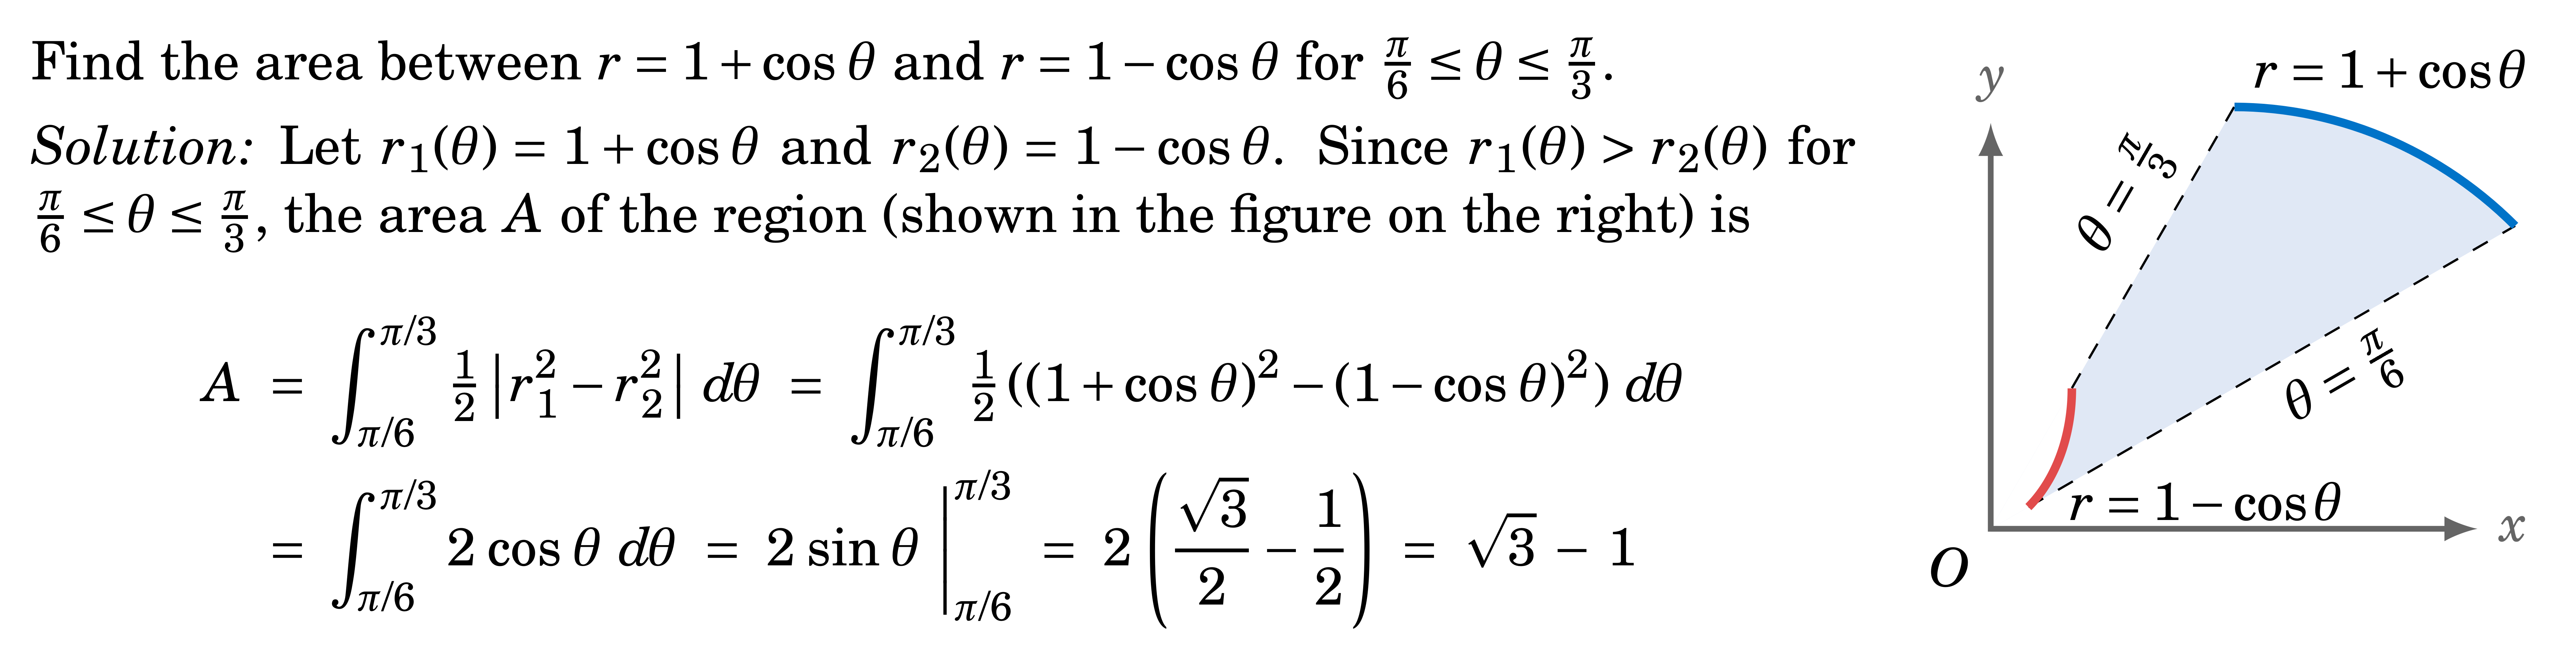 Find the area between r = 1 + cos θ and r = 1 − cos θ for π/6 ≤ θ ≤ π/3.
Solution: Let r₁(θ) = 1 + cos θ and r₂(θ) = 1 − cos θ. Since r₁(θ) > r₂(θ) for
π/6 ≤ θ ≤ π/3, the area A of the region (shown in the figure on the right) is
A = ∫_{π/6}^{π/3} ½ |r₁² − r₂²| dθ = ∫_{π/6}^{π/3} ½ ((1 + cos θ)² − (1 − cos θ)²) dθ
= ∫_{π/6}^{π/3} 2 cos θ dθ = 2 sin θ |_{π/6}^{π/3} = 2 (√3/2 − 1/2) = √3 − 1
y
r = 1 + cos θ
θ = π/3
θ = π/6
r = 1 − cos θ
x
O